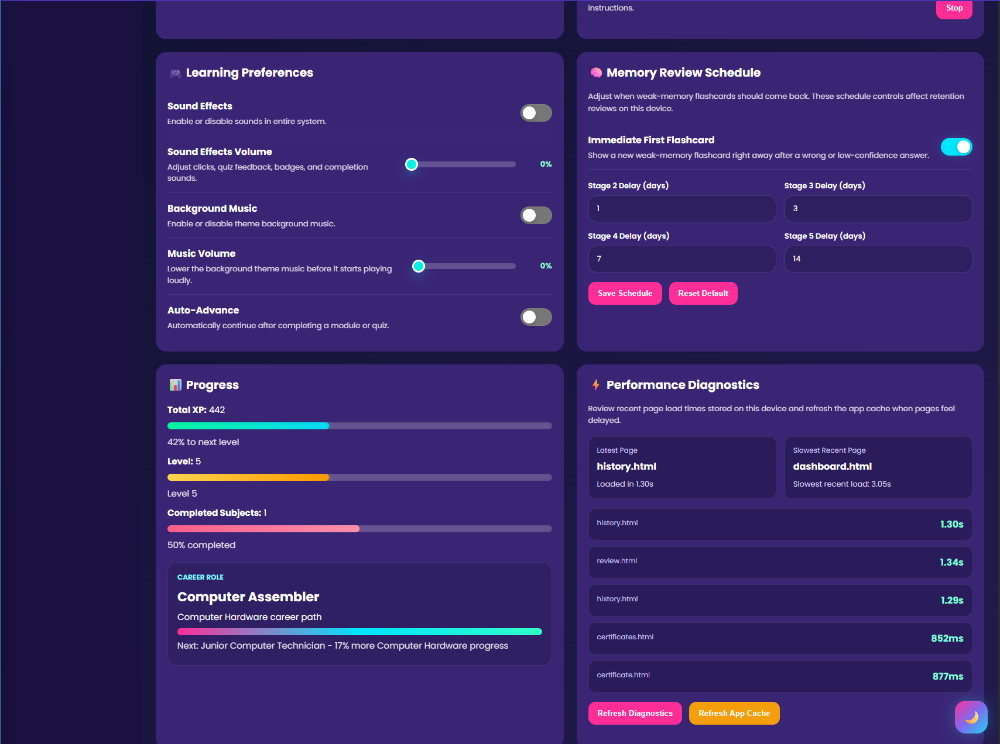 instructions.
Stop
Learning Preferences
Sound Effects
Enable or disable sounds in entire system.
Sound Effects Volume
Adjust clicks, quiz feedback, badges, and completion
sounds.
0%
Background Music
Enable or disable theme background music.
Music Volume
Lower the background theme music before it starts playing
loudly.
0%
Auto-Advance
Automatically continue after completing a module or quiz.
Memory Review Schedule
Adjust when weak-memory flashcards should come back. These schedule controls affect retention
reviews on this device.
Immediate First Flashcard
Show a new weak-memory flashcard right away after a wrong or low-confidence answer.
Stage 2 Delay (days)
1
Stage 3 Delay (days)
3
Stage 4 Delay (days)
7
Stage 5 Delay (days)
14
Save Schedule
Reset Default
Progress
Total XP: 442
42% to next level
Level: 5
Level 5
Completed Subjects: 1
50% completed
CAREER ROLE
Computer Assembler
Computer Hardware career path
Next: Junior Computer Technician - 17% more Computer Hardware progress
Performance Diagnostics
Review recent page load times stored on this device and refresh the app cache when pages feel
delayed.
Latest Page
history.html
Loaded in 1.30s
Slowest Recent Page
dashboard.html
Slowest recent load: 3.05s
history.html 1.30s
review.html 1.34s
history.html 1.29s
certificates.html 852ms
certificate.html 877ms
Refresh Diagnostics
Refresh App Cache